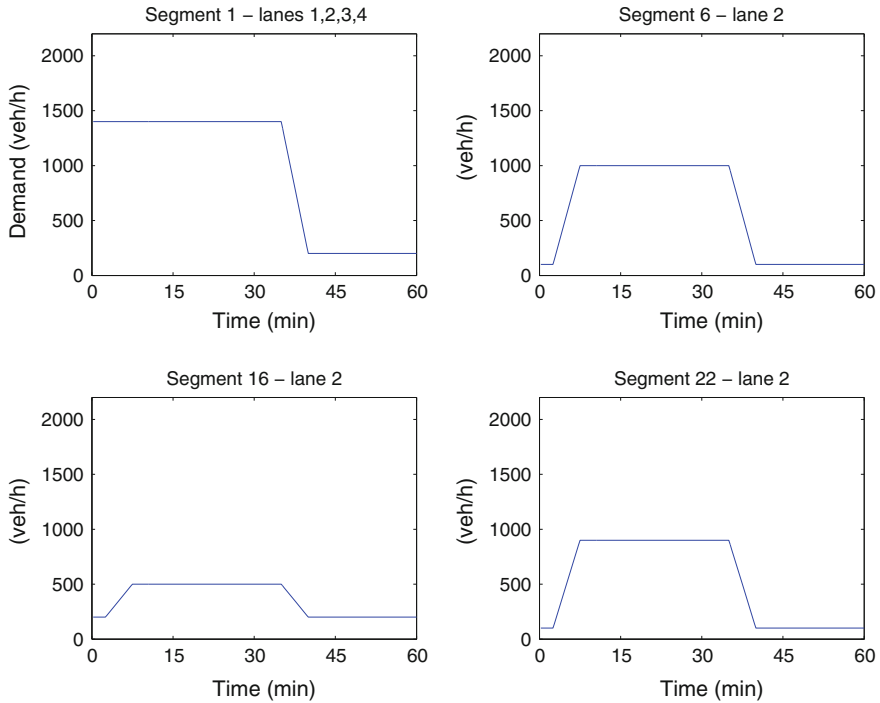 Segment 1 – lanes 1,2,3,4
2000
1500
1000
500
0
Demand (veh/h)
0 15 30 45 60
Time (min)
Segment 6 – lane 2
2000
1500
1000
500
0
(veh/h)
0 15 30 45 60
Time (min)
Segment 16 – lane 2
2000
1500
1000
500
0
(veh/h)
0 15 30 45 60
Time (min)
Segment 22 – lane 2
2000
1500
1000
500
0
(veh/h)
0 15 30 45 60
Time (min)